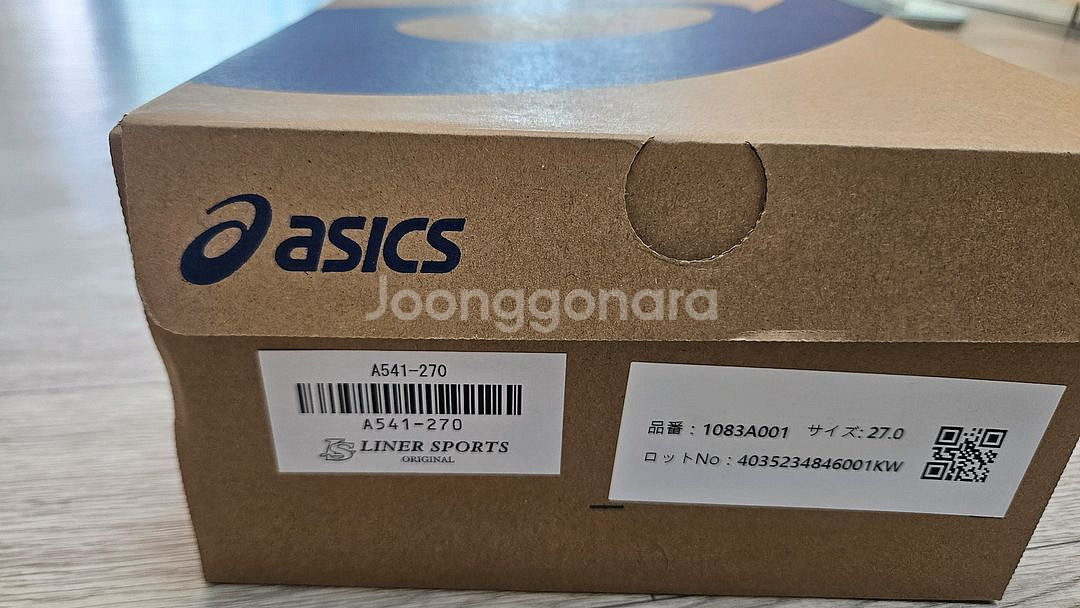 asics
Joonggonara
A541-270
A541-270
LS LINER SPORTS
ORIGINAL
品番：1083A001 サイズ: 27.0
ロットNo：4035234846001KW